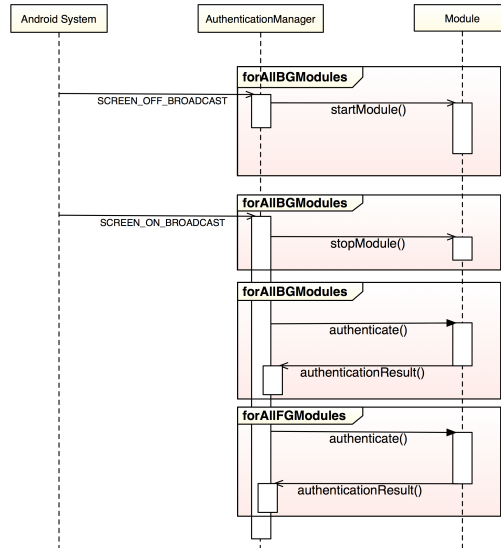 Android System
AuthenticationManager
Module
forAllBGModules
SCREEN_OFF_BROADCAST
startModule()
forAllBGModules
SCREEN_ON_BROADCAST
stopModule()
forAllBGModules
authenticate()
authenticationResult()
forAllFGModules
authenticate()
authenticationResult()